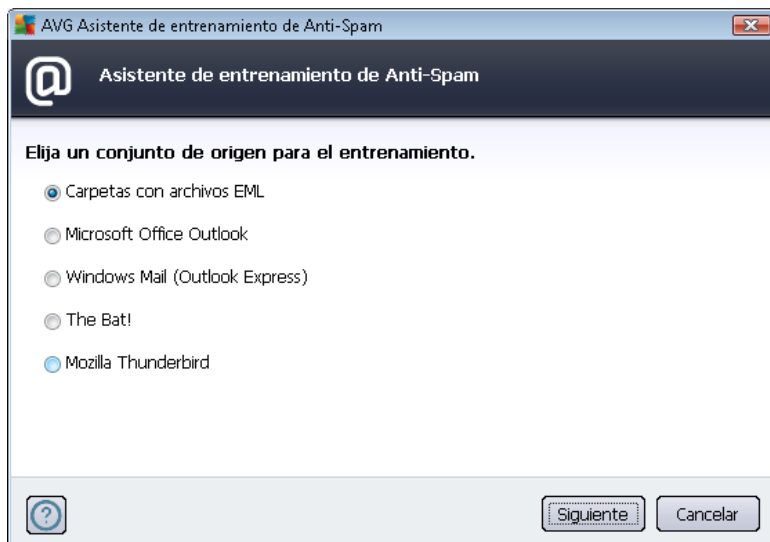 AVG Asistente de entrenamiento de Anti-Spam
@ Asistente de entrenamiento de Anti-Spam
Elija un conjunto de origen para el entrenamiento.
Carpetas con archivos EML
Microsoft Office Outlook
Windows Mail (Outlook Express)
The Bat!
Mozilla Thunderbird
? Siguiente Cancelar